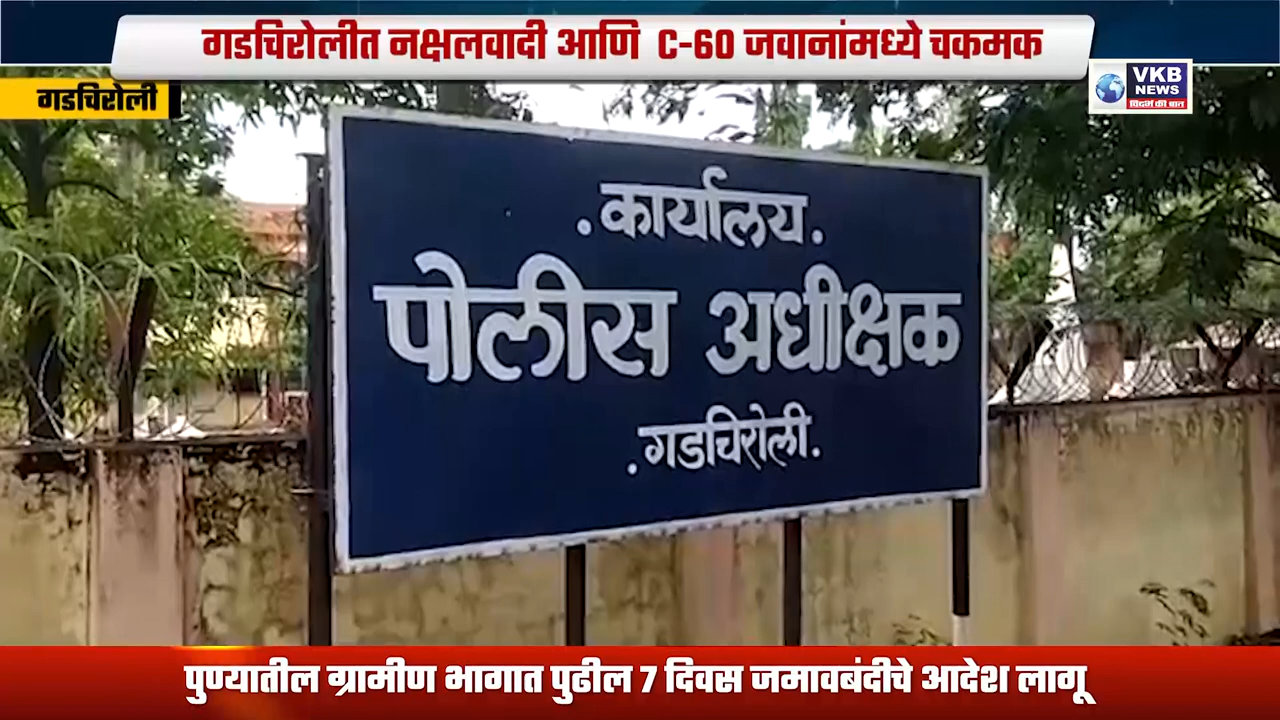 गडचिरोलीत नक्षलवादी आणि C-60 जवानांमध्ये चकमक
गडचिरोली
VKB
NEWS
विदर्भ की बात
. कार्यालय.
पोलीस अधीक्षक
. गडचिरोली.
पुण्यातील ग्रामीण भागात पुढील 7 दिवस जमावबंदीचे आदेश लागू